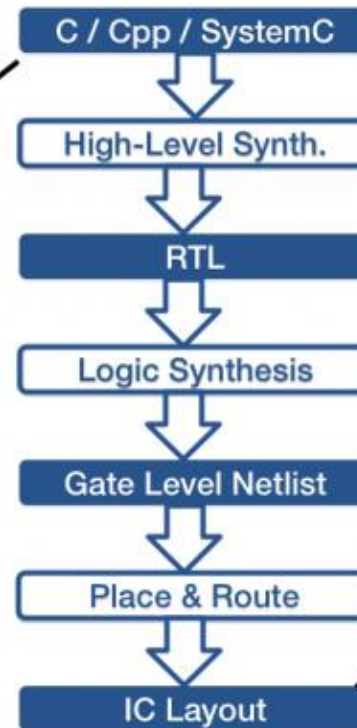 C / Cpp / SystemC
High-Level Synth.
RTL
Logic Synthesis
Gate Level Netlist
Place & Route
IC Layout